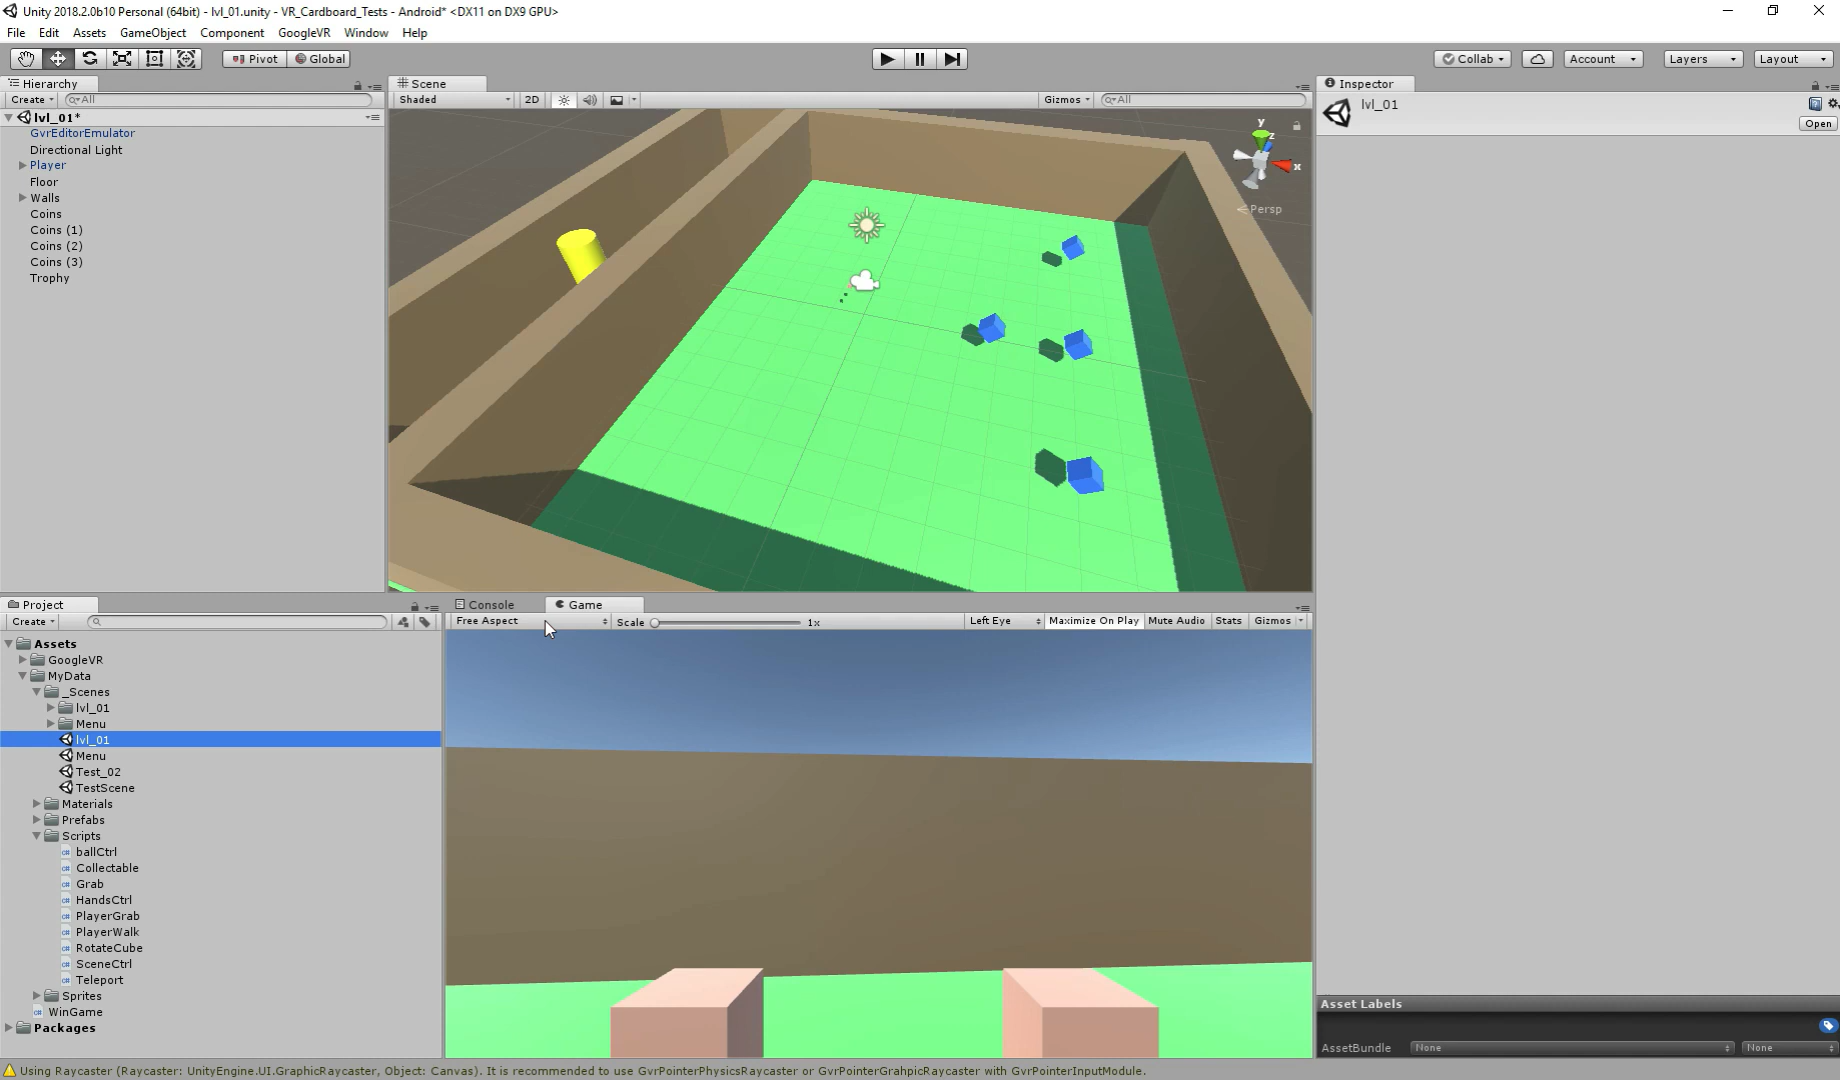 Unity 2018.2.0b10 Personal (64bit) - lvl_01.unity - VR_Cardboard_Tests - Android* <DX11 on DX9 GPU>
File Edit Assets GameObject Component GoogleVR Window Help
Pivot Global Collab Account Layers Layout
Hierarchy
Create All
lvl_01*
GvrEditorEmulator
Directional Light
Player
Floor
Walls
Coins
Coins (1)
Coins (2)
Coins (3)
Trophy
Scene
Shaded 2D Gizmos All
y
z
x
Persp
Inspector
lvl_01
Open
Project
Create
Assets
GoogleVR
MyData
_Scenes
lvl_01
Menu
lvl_01
Menu
Test_02
TestScene
Materials
Prefabs
Scripts
ballCtrl
Collectable
Grab
HandsCtrl
PlayerGrab
PlayerWalk
RotateCube
SceneCtrl
Teleport
Sprites
WinGame
Packages
Console Game
Free Aspect Scale 1x Left Eye Maximize On Play Mute Audio Stats Gizmos
Asset Labels
AssetBundle None None
Using Raycaster (Raycaster: UnityEngine.UI.GraphicRaycaster, Object: Canvas). It is recommended to use GvrPointerPhysicsRaycaster or GvrPointerGrahpicRaycaster with GvrPointerInputModule.